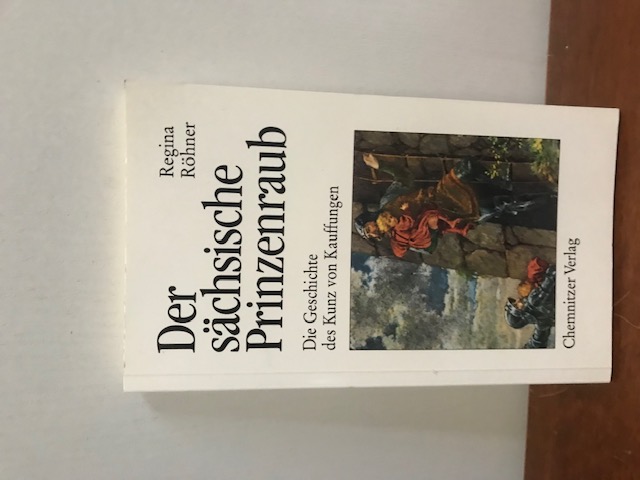 Regina
Röhner
Der
sächsische
Prinzenraub
Die Geschichte
des Kunz von Kauffungen
Chemnitzer Verlag